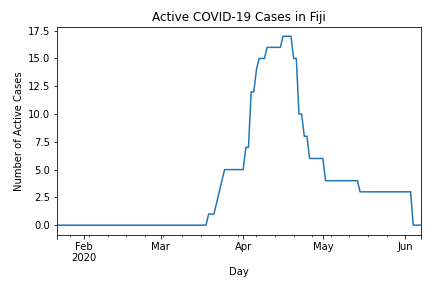 Active COVID-19 Cases in Fiji
Number of Active Cases
17.5
15.0
12.5
10.0
7.5
5.0
2.5
0.0
Feb Mar Apr May Jun
2020
Day